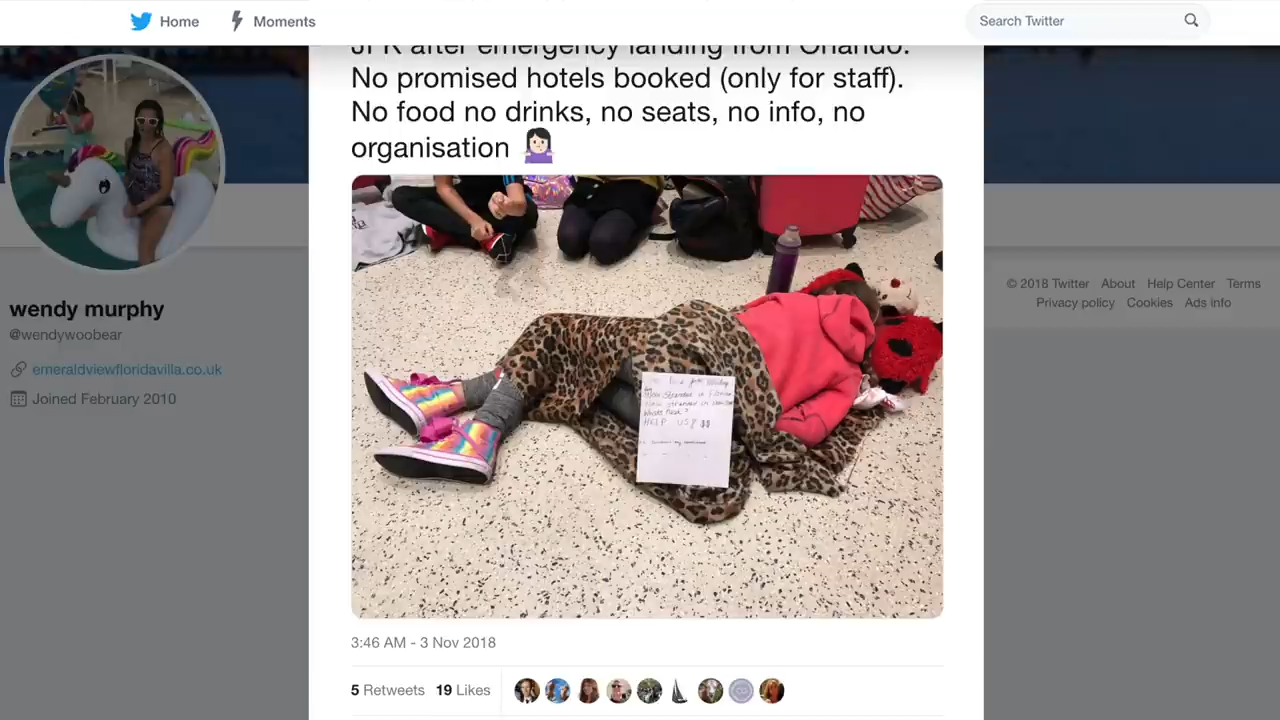 Home
Moments
Search Twitter
JFK after emergency landing from Orlando.
No promised hotels booked (only for staff).
No food no drinks, no seats, no info, no
organisation 🤷🏻‍♀️
wendy murphy
@wendywoobear
emeraldviewfloridavilla.co.uk
Joined February 2010
© 2018 Twitter About Help Center Terms
Privacy policy Cookies Ads info
stranded in
HELP US? $$
3:46 AM - 3 Nov 2018
5 Retweets 19 Likes